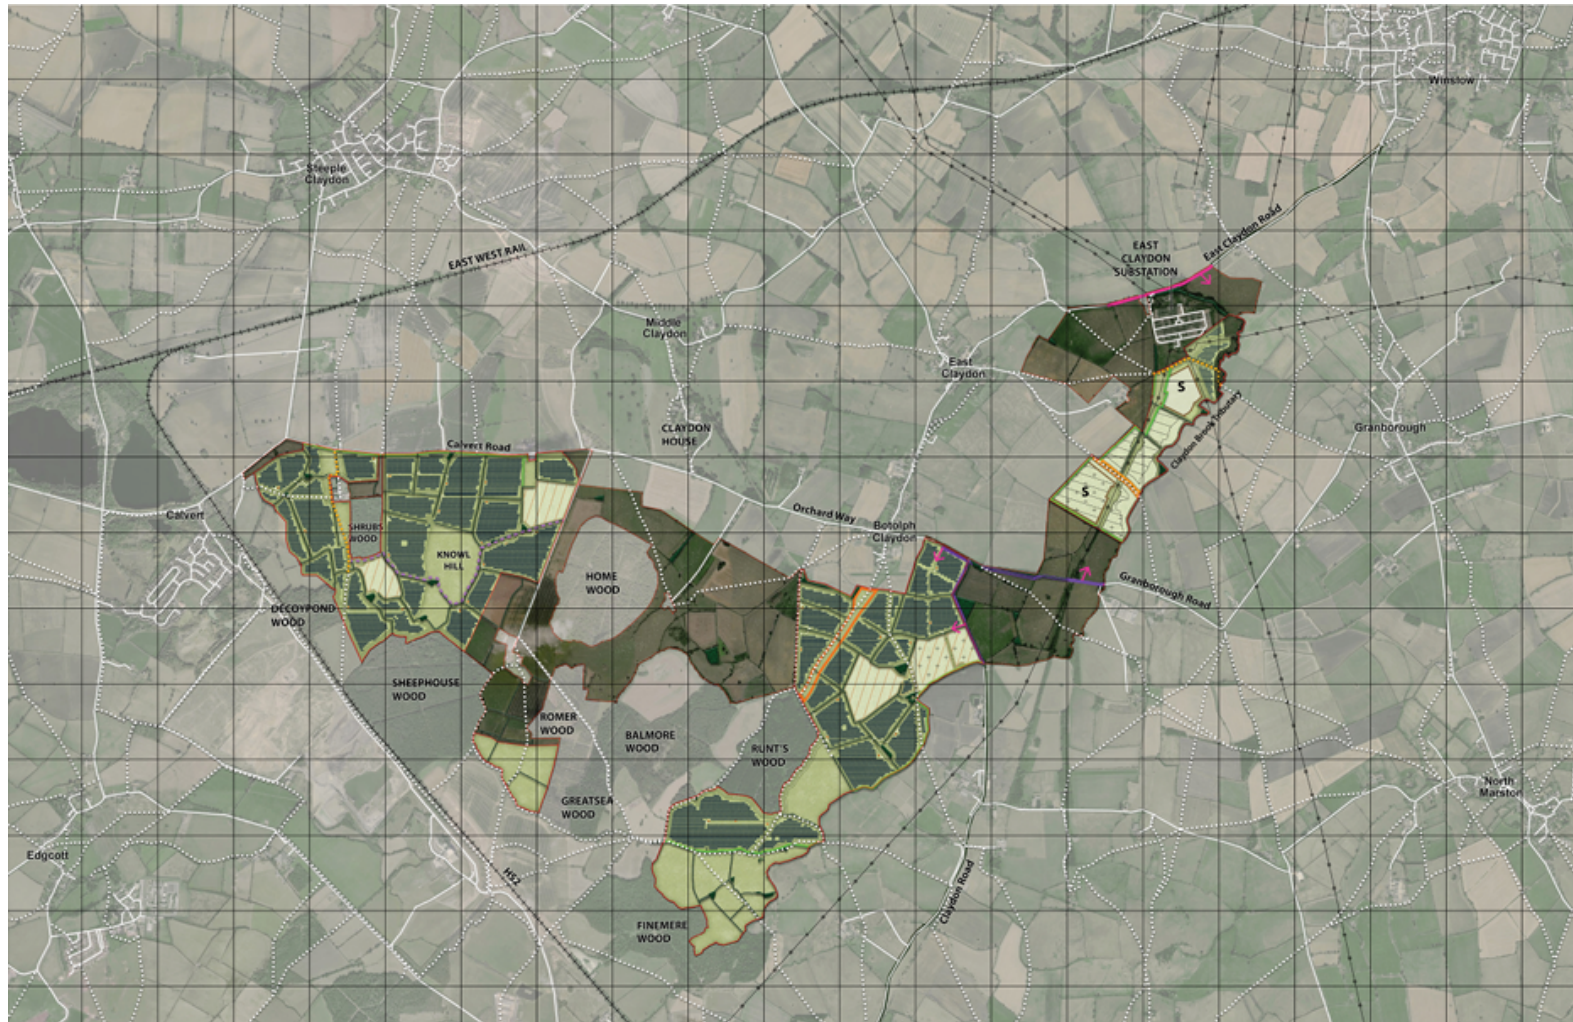 Winslow
Steeple
Claydon
East Claydon Road
EAST
CLAYDON
SUBSTATION
EAST WEST RAIL
Middle
Claydon
East
Claydon
S
Claydon Brook Tributary
Granborough
CLAYDON
HOUSE
Calvert Road
S
Orchard Way
Botolph
Claydon
Calvert
SHRUBS
WOOD
KNOWL
HILL
HOME
WOOD
Granborough Road
DECOYPOND
WOOD
SHEEPHOUSE
WOOD
ROMER
WOOD
BALMORE
WOOD
RUNT'S
WOOD
North
Marston
GREATSEA
WOOD
Edgcott
HS2
Claydon Road
FINEMERE
WOOD